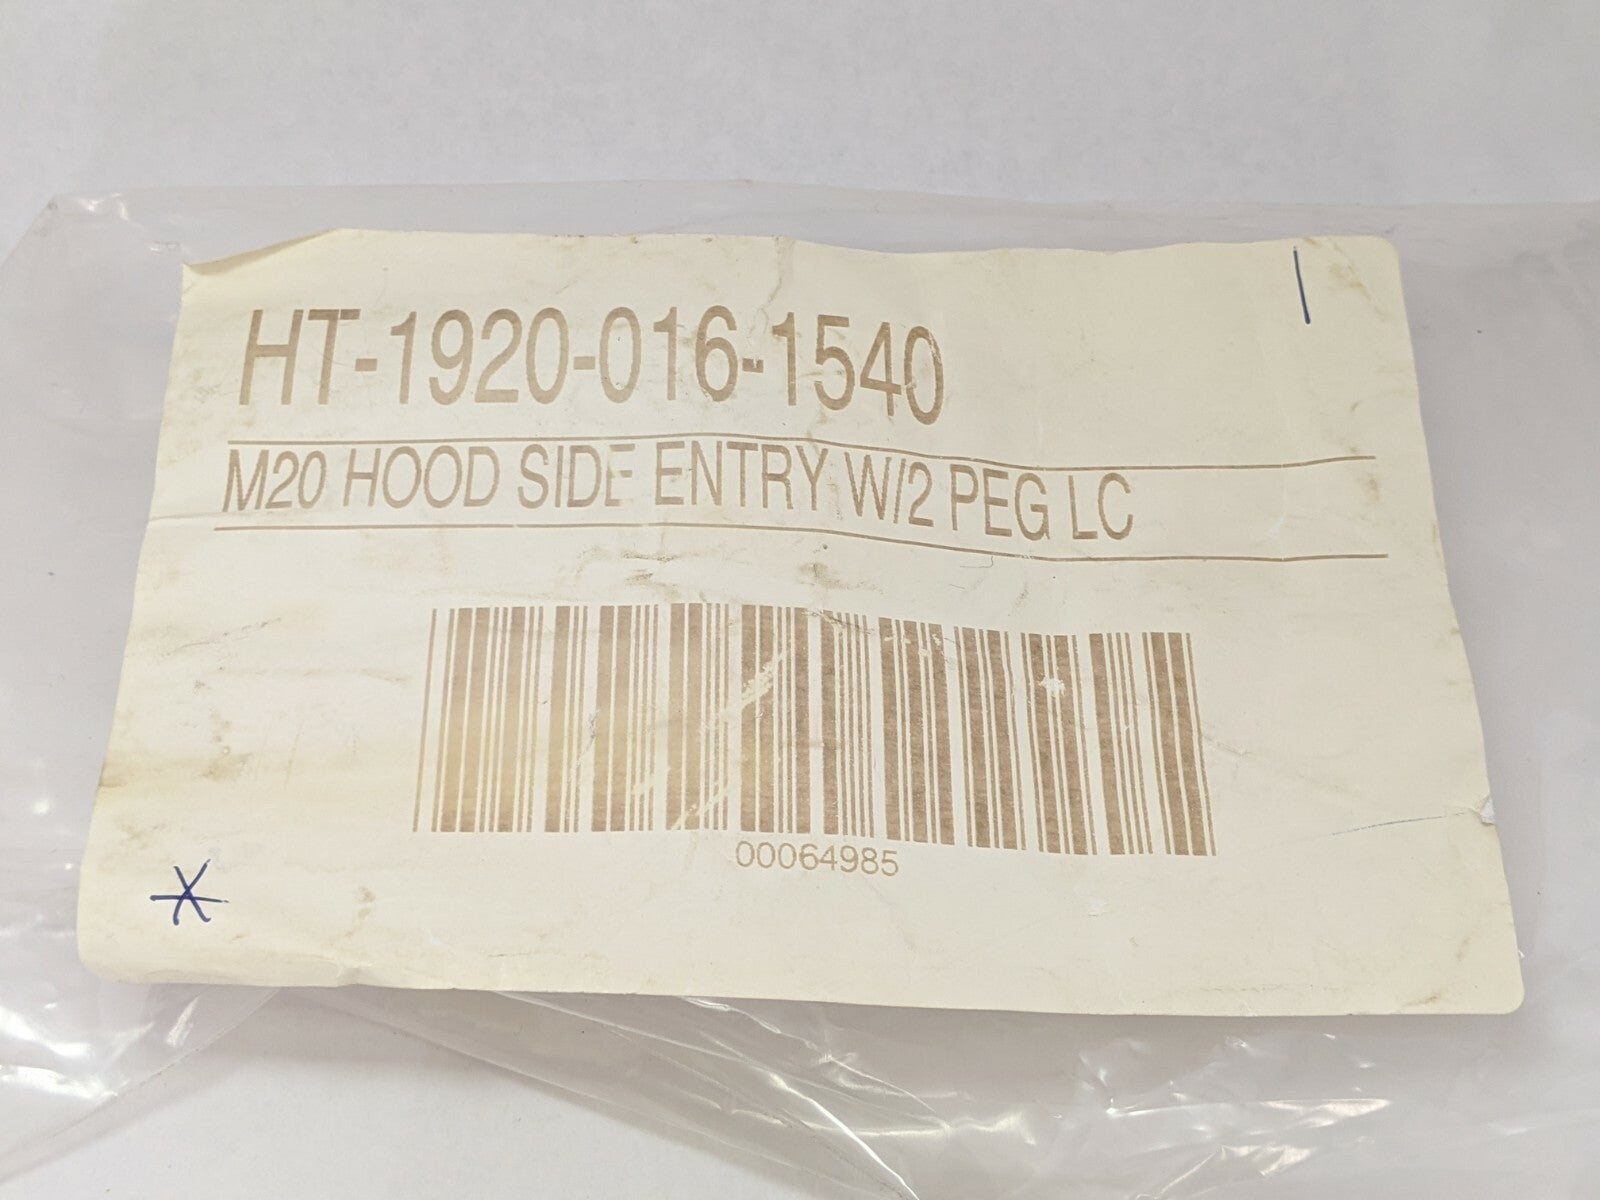 HT-1920-016-1540
M20 HOOD SIDE ENTRY W/2 PEG LC
00064985